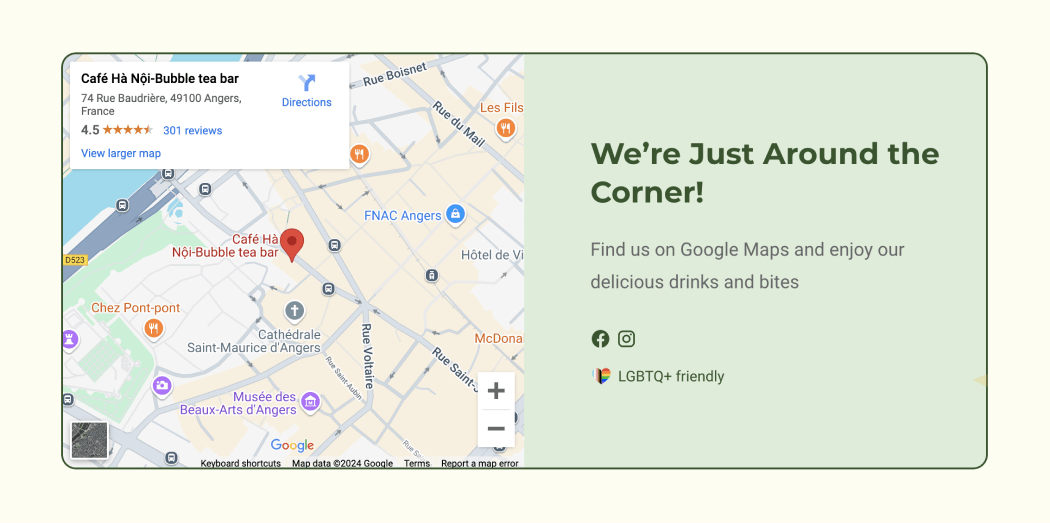 Café Hà Nội-Bubble tea bar
74 Rue Baudrière, 49100 Angers,
France
4.5
301 reviews
View larger map
Directions
Rue Boisnet
Rue du Mail
Les Fils
FNAC Angers
Café Hà
Nội-Bubble tea bar
Hôtel de Vi
D523
Chez Pont-pont
Cathédrale
Saint-Maurice d'Angers
McDona
Rue Voltaire
Rue Saint-Aubin
Rue Saint-J
Musée des
Beaux-Arts d'Angers
Google
Keyboard shortcuts
Map data ©2024 Google
Terms
Report a map error
We’re Just Around the
Corner!
Find us on Google Maps and enjoy our
delicious drinks and bites
LGBTQ+ friendly